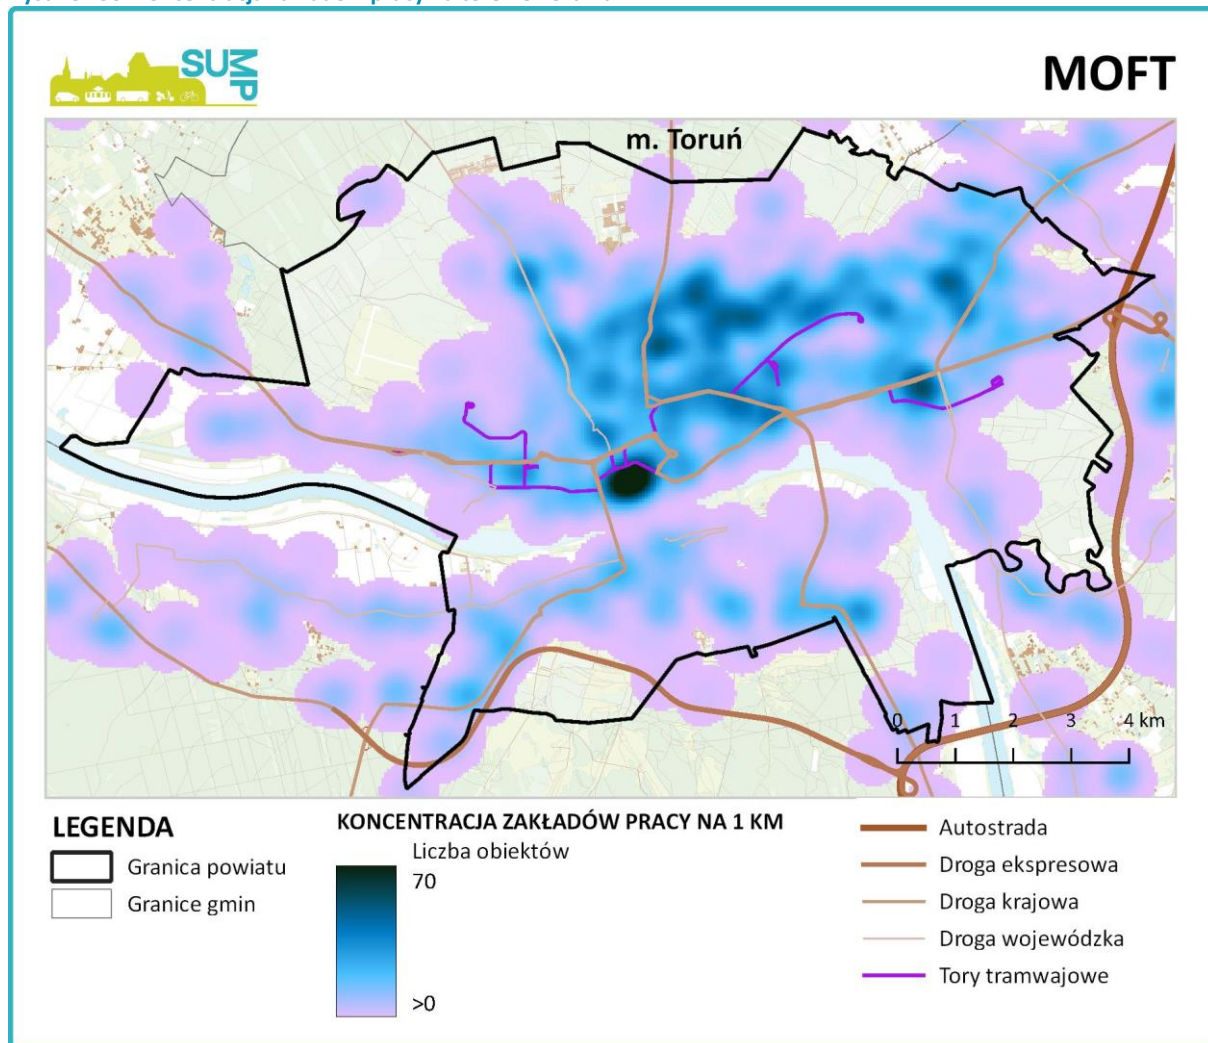 SUMP
MOFT
m. Toruń
0 1 2 3 4 km
LEGENDA
Granica powiatu
Granice gmin
KONCENTRACJA ZAKŁADÓW PRACY NA 1 KM
Liczba obiektów
70
>0
Autostrada
Droga ekspresowa
Droga krajowa
Droga wojewódzka
Tory tramwajowe